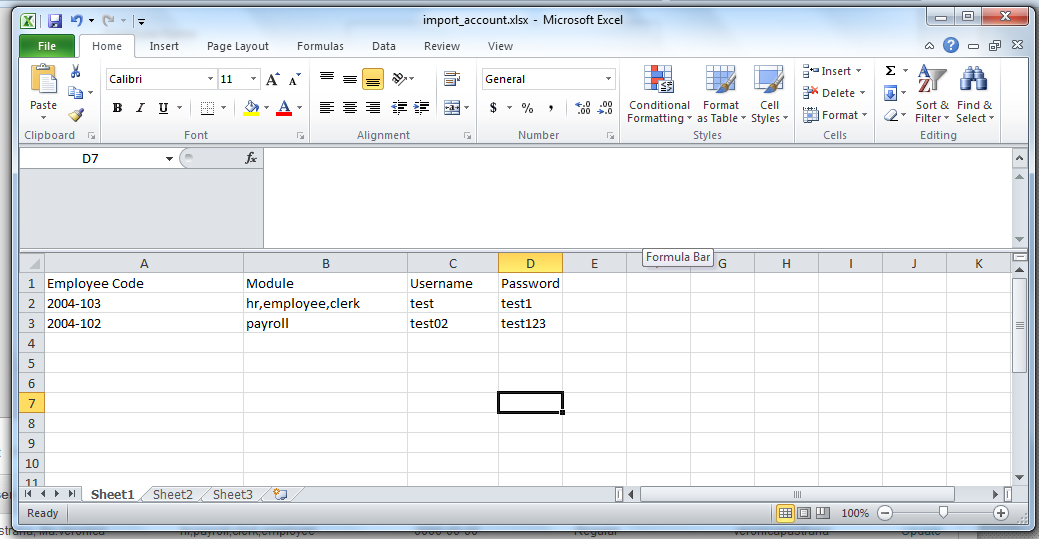 import_account.xlsx - Microsoft Excel
File Home Insert Page Layout Formulas Data Review View
Paste
Clipboard
Calibri 11
B I U
A A
A
Font
Alignment
General
$ % ,
.00 .0
Number
Conditional Formatting
Format as Table
Cell Styles
Styles
Insert
Delete
Format
Cells
Σ
Sort & Filter
Find & Select
Editing
D7 fx
Formula Bar
A B C D E G H I J K
1 Employee Code Module Username Password
2 2004-103 hr,employee,clerk test test1
3 2004-102 payroll test02 test123
4
5
6
7
8
9
10
11
Sheet1 Sheet2 Sheet3
Ready 100%